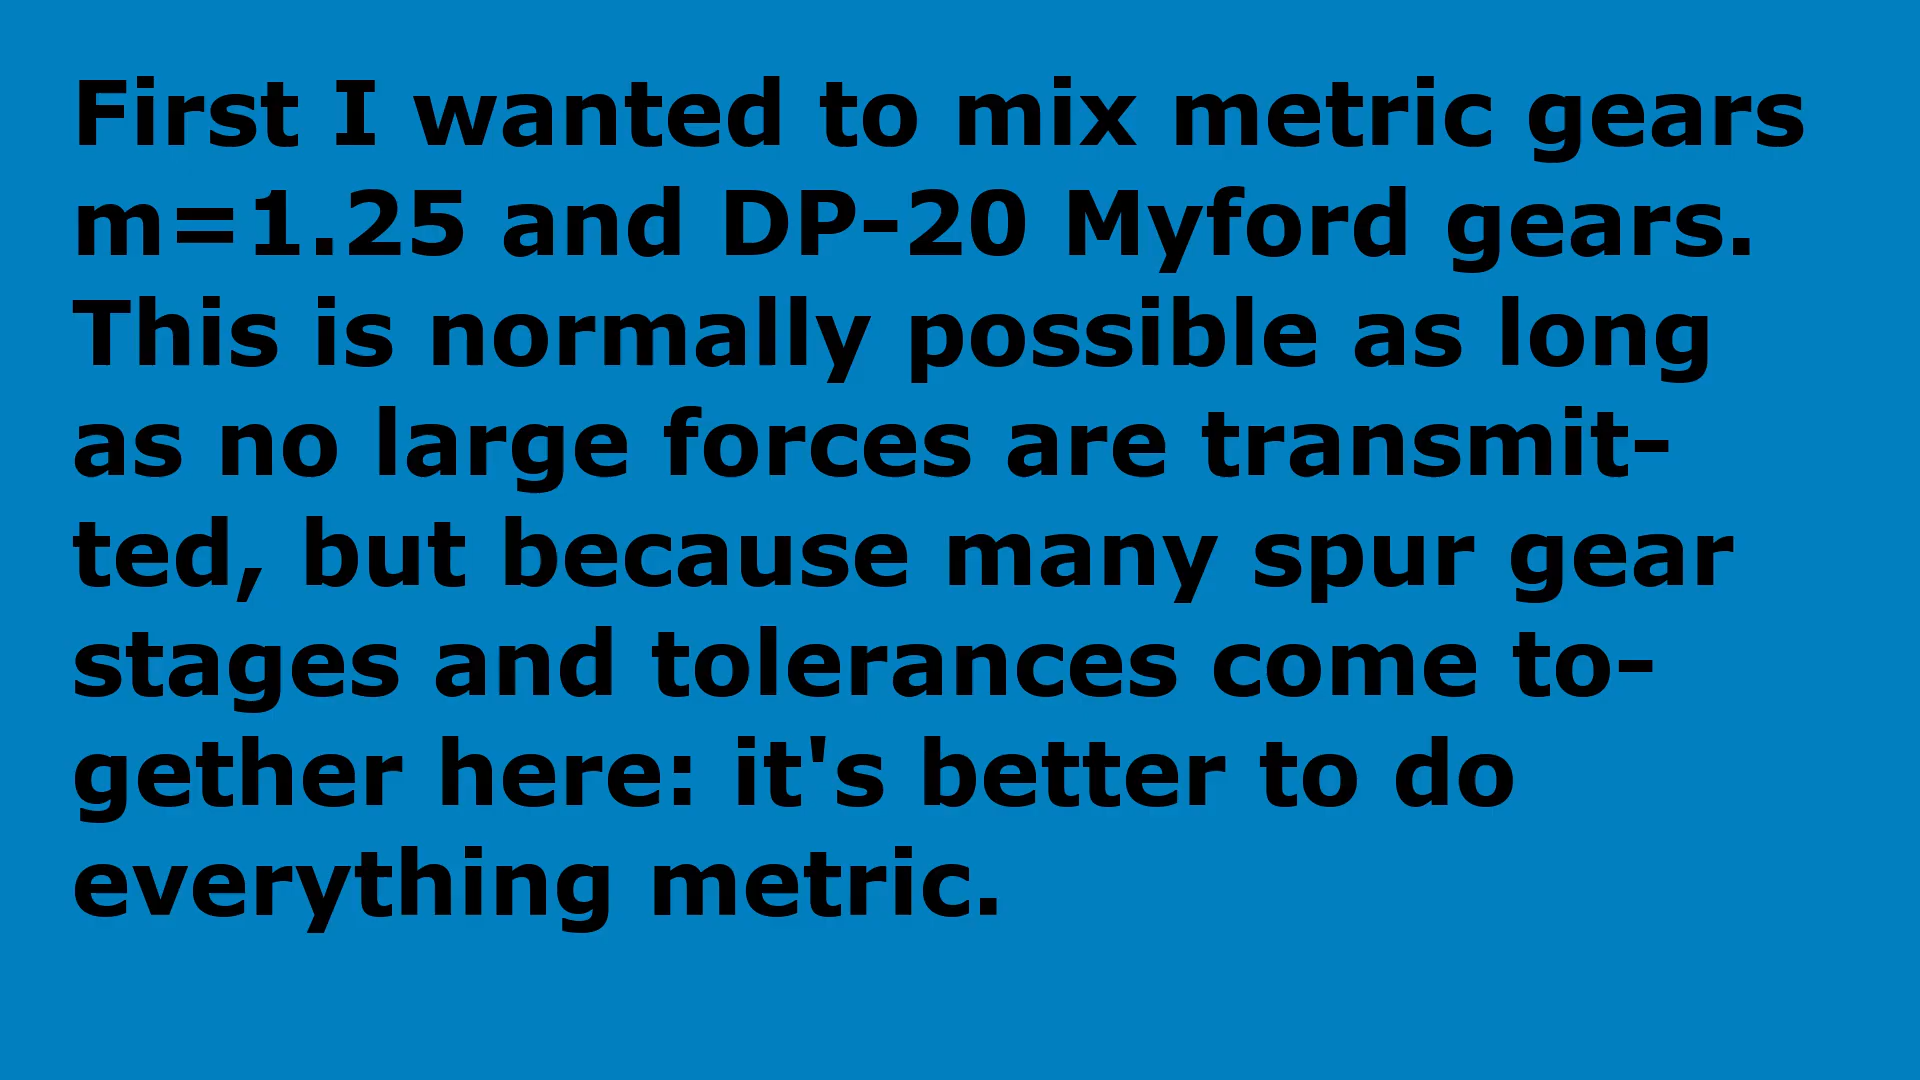 First I wanted to mix metric gears
m=1.25 and DP-20 Myford gears.
This is normally possible as long
as no large forces are transmit-
ted, but because many spur gear
stages and tolerances come to-
gether here: it's better to do
everything metric.